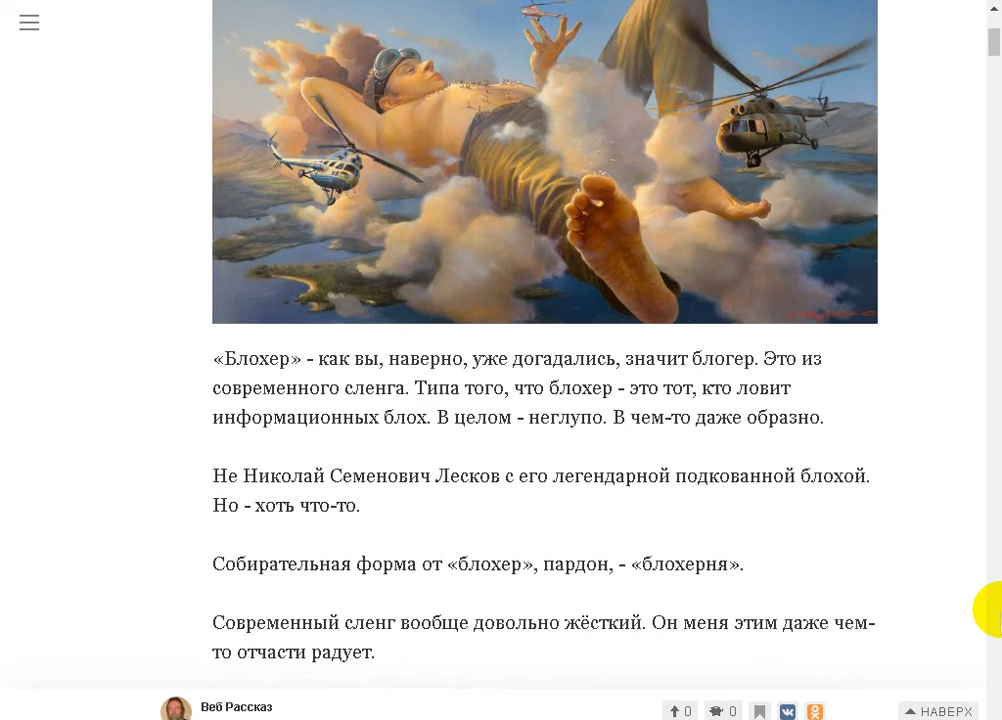 «Блохер» - как вы, наверно, уже догадались, значит блогер. Это из
современного сленга. Типа того, что блохер - это тот, кто ловит
информационных блох. В целом - неглупо. В чем-то даже образно.
Не Николай Семенович Лесков с его легендарной подкованной блохой.
Но - хоть что-то.
Собирательная форма от «блохер», пардон, - «блохерня».
Современный сленг вообще довольно жёсткий. Он меня этим даже чем-
то отчасти радует.
Веб Рассказ
0
0
НАВЕРХ